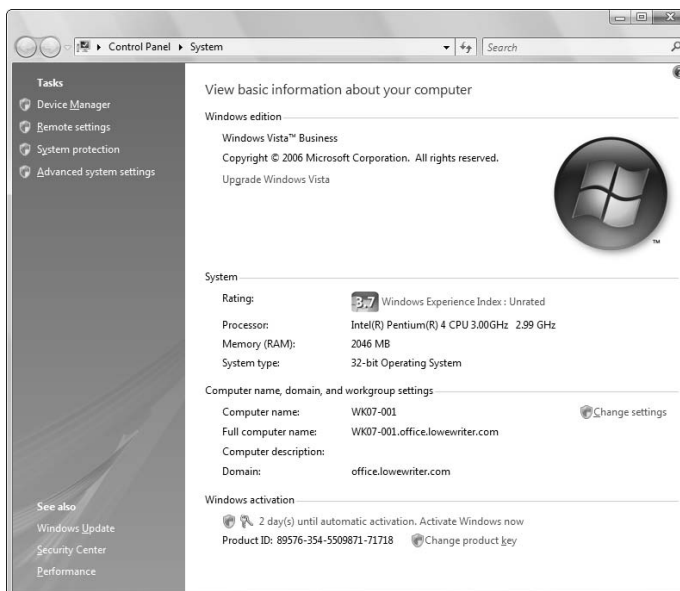 Control Panel ▸ System
Search
Tasks
Device Manager
Remote settings
System protection
Advanced system settings
See also
Windows Update
Security Center
Performance
View basic information about your computer
Windows edition
Windows Vista™ Business
Copyright © 2006 Microsoft Corporation. All rights reserved.
Upgrade Windows Vista
TM
System
Rating:
3.7 Windows Experience Index : Unrated
Processor: Intel(R) Pentium(R) 4 CPU 3.00GHz 2.99 GHz
Memory (RAM): 2046 MB
System type: 32-bit Operating System
Computer name, domain, and workgroup settings
Computer name: WK07-001 Change settings
Full computer name: WK07-001.office.lowewriter.com
Computer description:
Domain: office.lowewriter.com
Windows activation
2 day(s) until automatic activation. Activate Windows now
Product ID: 89576-354-5509871-71718 Change product key